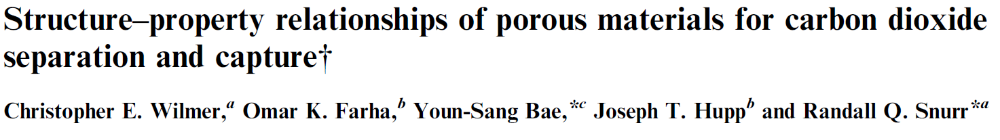 Structure–property relationships of porous materials for carbon dioxide
separation and capture†
Christopher E. Wilmer,a Omar K. Farha,b Youn-Sang Bae,*c Joseph T. Huppb and Randall Q. Snurr*a